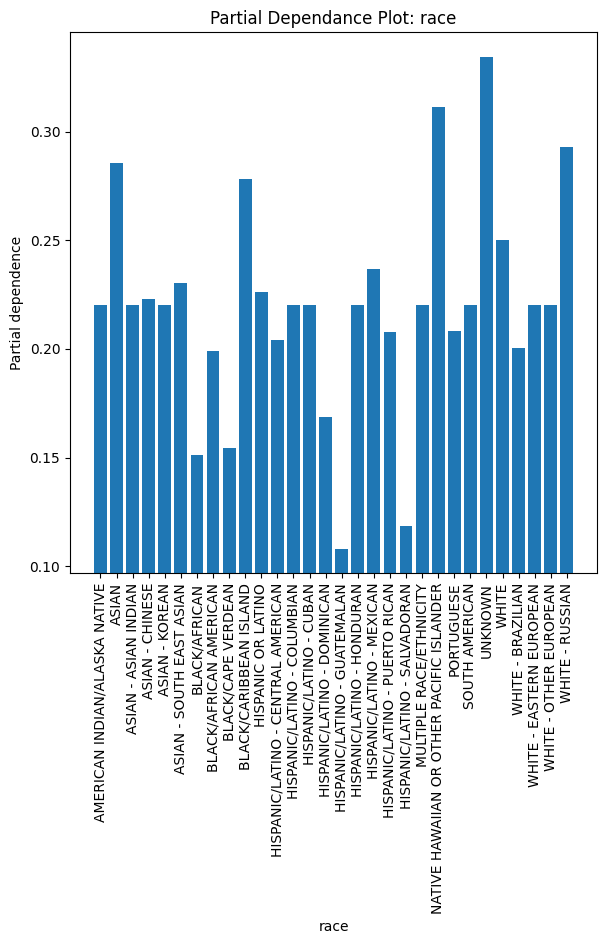 Partial Dependance Plot: race
Partial dependence
0.30
0.25
0.20
0.15
0.10
AMERICAN INDIAN/ALASKA NATIVE
ASIAN
ASIAN - ASIAN INDIAN
ASIAN - CHINESE
ASIAN - KOREAN
ASIAN - SOUTH EAST ASIAN
BLACK/AFRICAN
BLACK/AFRICAN AMERICAN
BLACK/CAPE VERDEAN
BLACK/CARIBBEAN ISLAND
HISPANIC OR LATINO
HISPANIC/LATINO - CENTRAL AMERICAN
HISPANIC/LATINO - COLUMBIAN
HISPANIC/LATINO - CUBAN
HISPANIC/LATINO - DOMINICAN
HISPANIC/LATINO - GUATEMALAN
HISPANIC/LATINO - HONDURAN
HISPANIC/LATINO - MEXICAN
HISPANIC/LATINO - PUERTO RICAN
HISPANIC/LATINO - SALVADORAN
MULTIPLE RACE/ETHNICITY
NATIVE HAWAIIAN OR OTHER PACIFIC ISLANDER
PORTUGUESE
SOUTH AMERICAN
UNKNOWN
WHITE
WHITE - BRAZILIAN
WHITE - EASTERN EUROPEAN
WHITE - OTHER EUROPEAN
WHITE - RUSSIAN
race